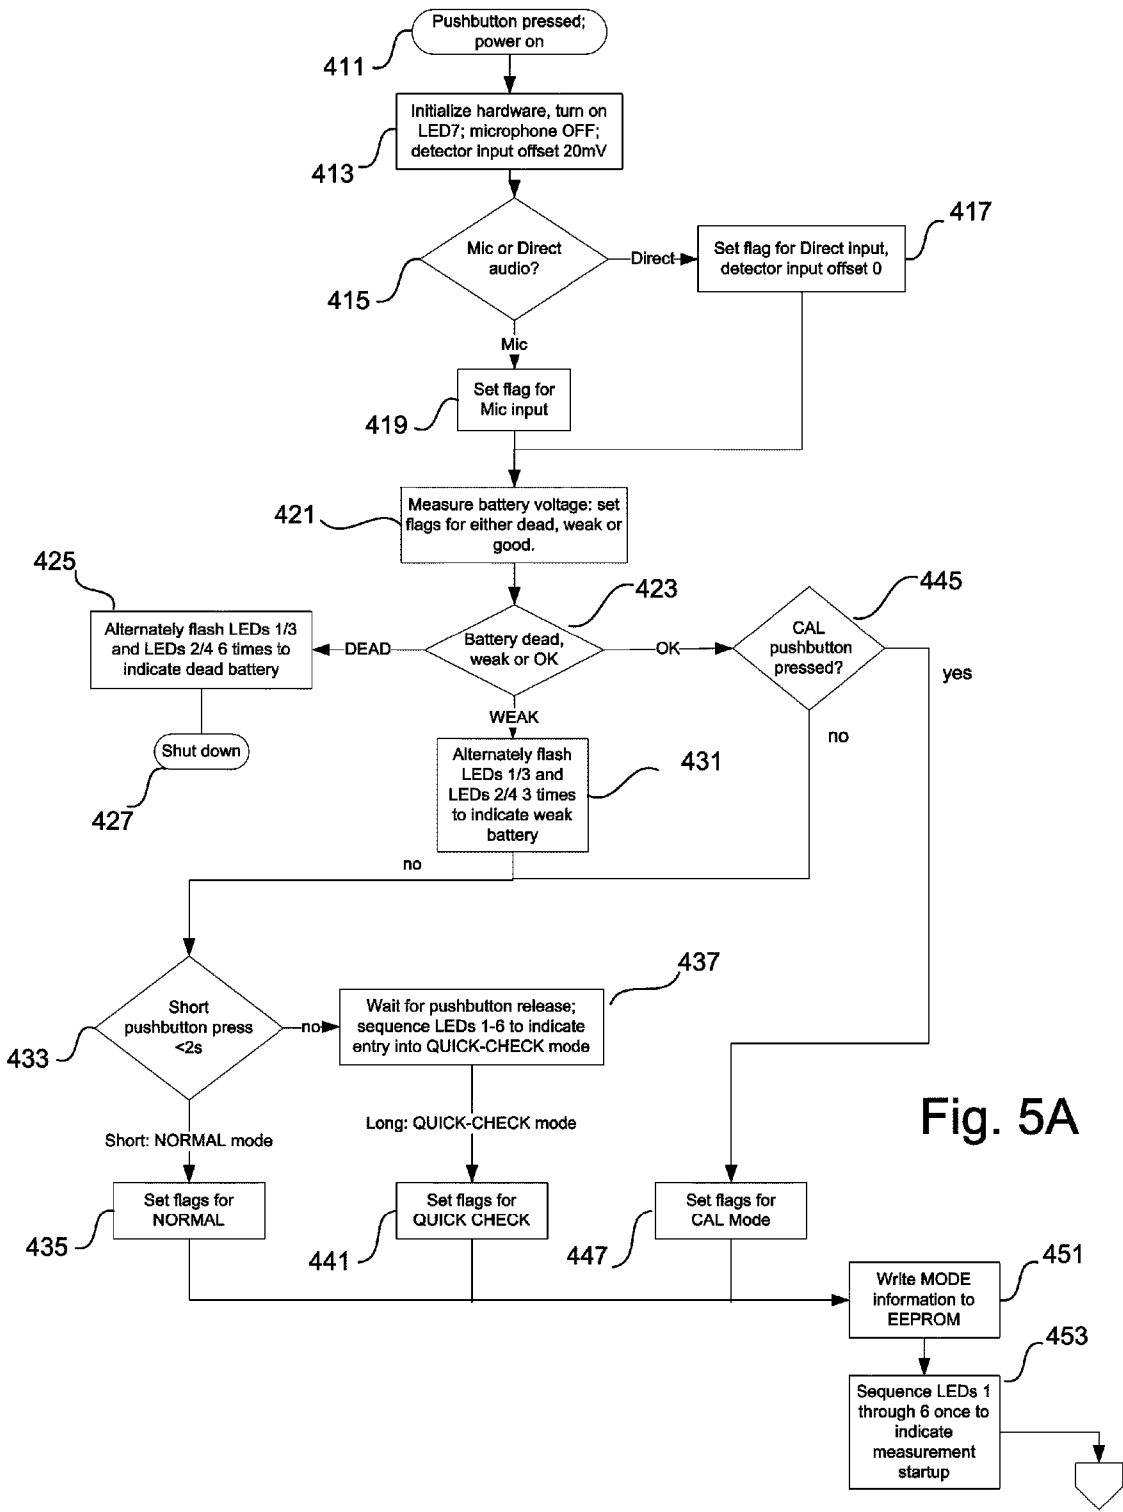 Pushbutton pressed;
power on
411
Initialize hardware, turn on
LED7; microphone OFF;
detector input offset 20mV
413
Mic or Direct
audio?
415
Direct
Set flag for Direct input,
detector input offset 0
417
Mic
Set flag for
Mic input
419
Measure battery voltage: set
flags for either dead, weak or
good.
421
425
Alternately flash LEDs 1/3
and LEDs 2/4 6 times to
indicate dead battery
DEAD
Battery dead,
weak or OK
423
OK
CAL
pushbutton
pressed?
445
yes
no
Shut down
427
WEAK
Alternately flash
LEDs 1/3 and
LEDs 2/4 3 times
to indicate weak
battery
431
no
Short
pushbutton press
<2s
433
no
Wait for pushbutton release;
sequence LEDs 1-6 to indicate
entry into QUICK-CHECK mode
437
Short: NORMAL mode
Long: QUICK-CHECK mode
Fig. 5A
Set flags for
NORMAL
435
Set flags for
QUICK CHECK
441
Set flags for
CAL Mode
447
Write MODE
information to
EEPROM
451
Sequence LEDs 1
through 6 once to
indicate
measurement
startup
453